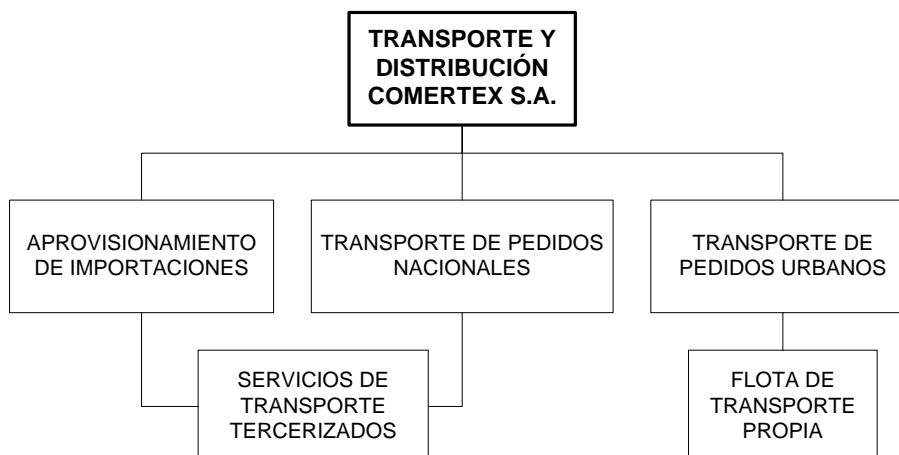 TRANSPORTE Y
DISTRIBUCIÓN
COMERTEX S.A.
APROVISIONAMIENTO
DE IMPORTACIONES
TRANSPORTE DE PEDIDOS
NACIONALES
TRANSPORTE DE
PEDIDOS URBANOS
SERVICIOS DE
TRANSPORTE
TERCERIZADOS
FLOTA DE
TRANSPORTE
PROPIA